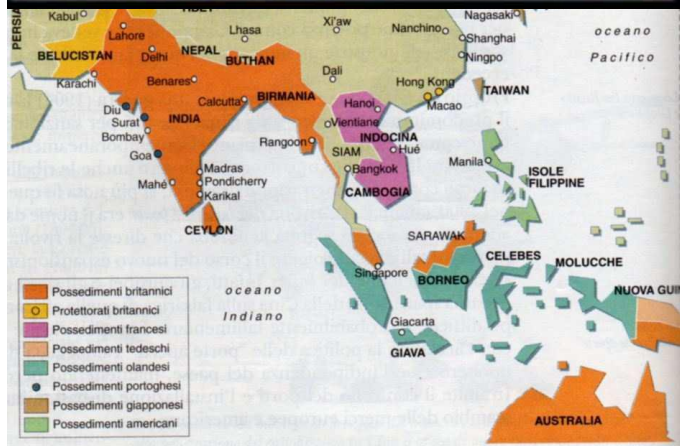 PERSIA
Kabul
Lahore
BELUCISTAN
Karachi
Delhi
NEPAL
Lhasa
BUTHAN
Benares
Calcutta
BIRMANIA
Diu
Surat
Bombay
INDIA
Goa
Rangoon
Madras
Pondicherry
Karikal
Mahé
CEYLON
Xi'aw
Dali
Nanchino
Nagasaki
Shanghai
Ningpo
Hong Kong
Macao
TAIWAN
oceano
Pacifico
Hanoi
Vientiane
INDOCINA
Hué
SIAM
Bangkok
CAMBOGIA
Manila
ISOLE
FILIPPINE
SARAWAK
Singapore
BORNEO
CELEBES
MOLUCCHE
NUOVA GUI
Giacarta
GIAVA
AUSTRALIA
oceano
Indiano
Possedimenti britannici
Protettorati britannici
Possedimenti francesi
Possedimenti tedeschi
Possedimenti olandesi
Possedimenti portoghesi
Possedimenti giapponesi
Possedimenti americani